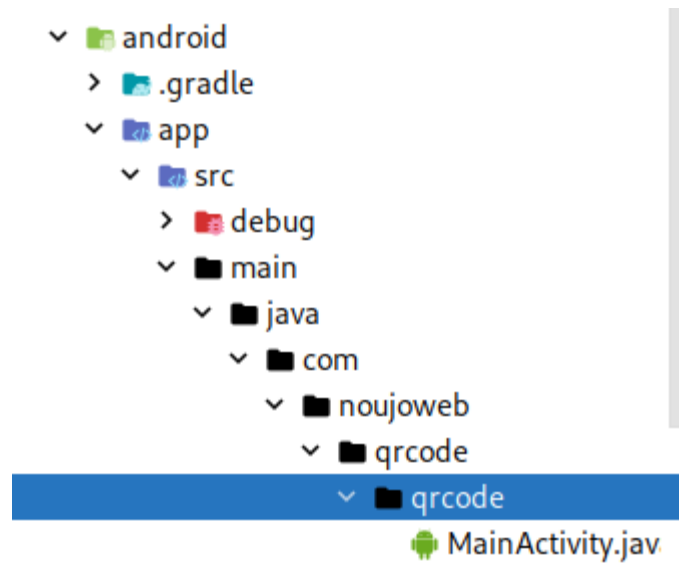 android
.gradle
app
src
debug
main
java
com
noujoweb
qrcode
qrcode
MainActivity.jav